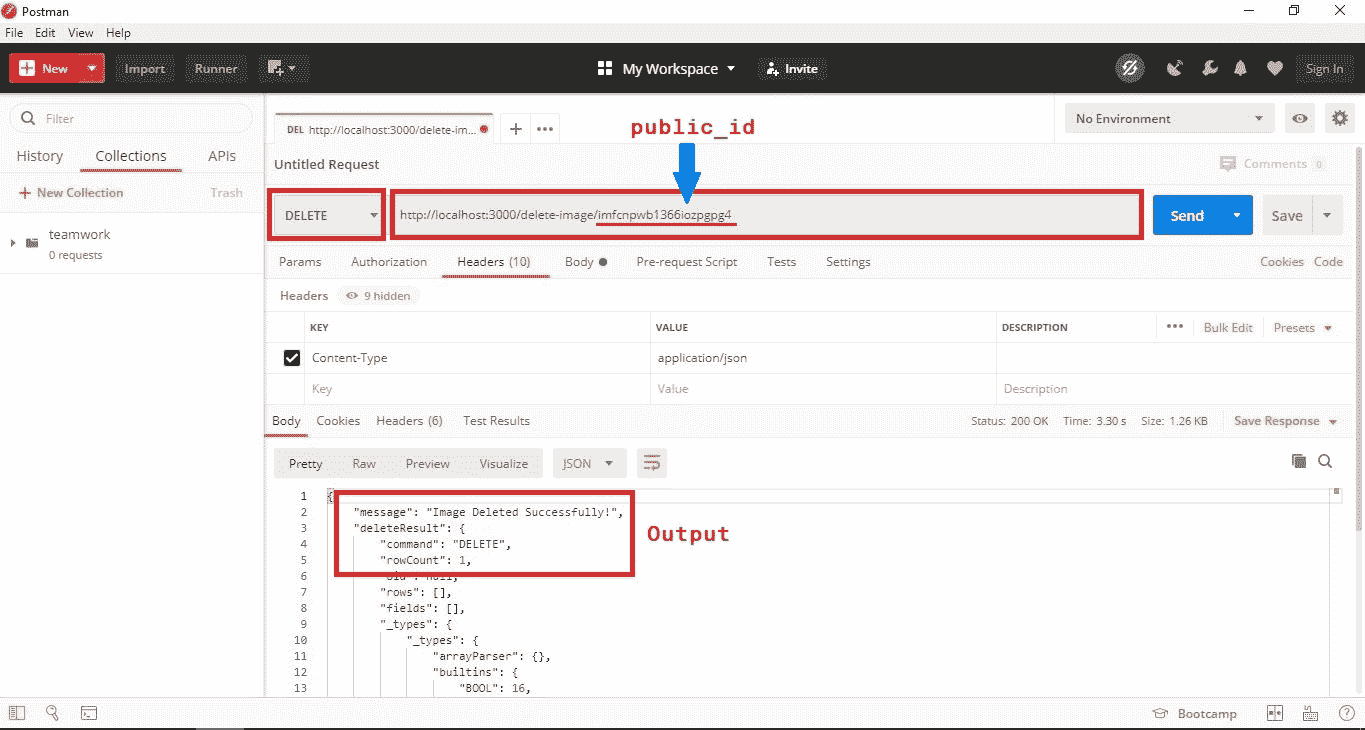 Postman
File Edit View Help
New Import Runner My Workspace Invite Sign In
Filter
History Collections APIs
New Collection Trash
teamwork
0 requests
DEL http://localhost:3000/delete-im...
public_id
No Environment
Untitled Request
Comments 0
DELETE http://localhost:3000/delete-image/imfcnpwb1366iozpgpg4 Send Save
Params Authorization Headers (10) Body Pre-request Script Tests Settings Cookies Code
Headers 9 hidden
KEY VALUE DESCRIPTION Bulk Edit Presets
Content-Type application/json
Key Value Description
Body Cookies Headers (6) Test Results Status: 200 OK Time: 3.30 s Size: 1.26 KB Save Response
Pretty Raw Preview Visualize JSON
1 {
2 "message": "Image Deleted Successfully!",
3 "deleteResult": {
4 "command": "DELETE",
5 "rowCount": 1,
Output
6 "oid": null,
7 "rows": [],
8 "fields": [],
9 "_types": {
10 "_types": {
11 "arrayParser": {},
12 "builtins": {
13 "BOOL": 16,
Bootcamp